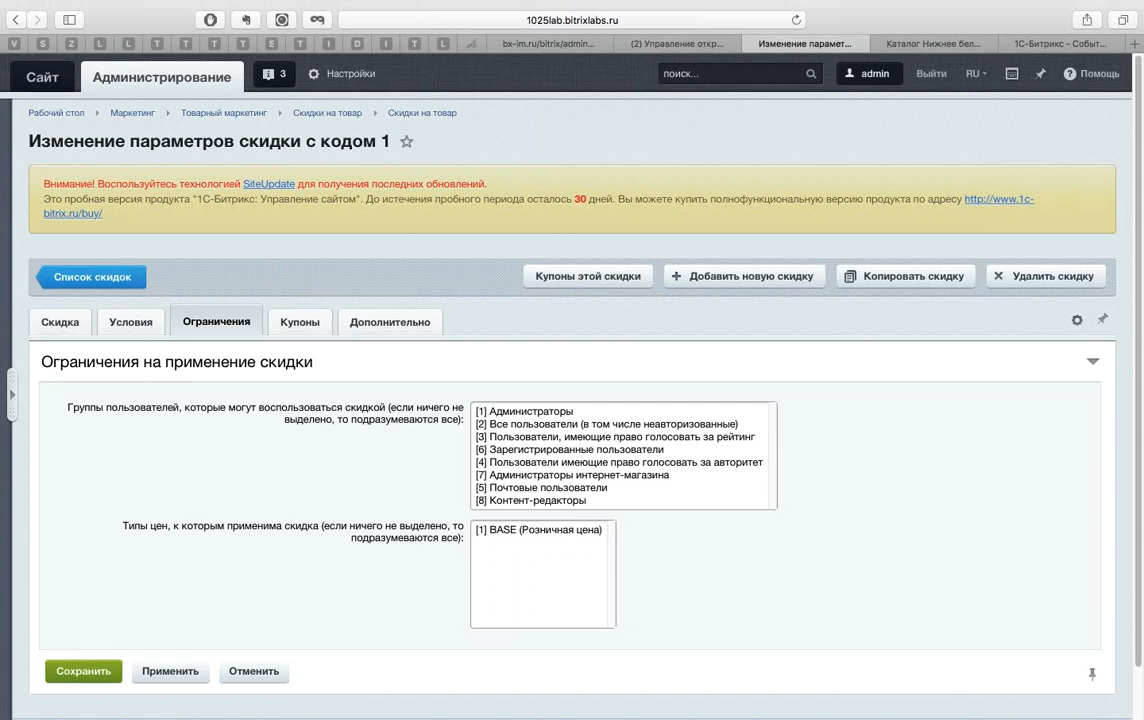 1025lab.bitrixlabs.ru
V S Z L L T T T T E T I D I T L
bx-im.ru/bitrix/admin...
(2) Управление откр...
Изменение парамет...
Каталог Нижнее бел...
1С-Битрикс - Событ...
Сайт
Администрирование
3
Настройки
поиск...
admin
Выйти
RU
Помощь
Рабочий стол
Маркетинг
Товарный маркетинг
Скидки на товар
Скидки на товар
Изменение параметров скидки с кодом 1
Внимание! Воспользуйтесь технологией SiteUpdate для получения последних обновлений.
Это пробная версия продукта "1С-Битрикс: Управление сайтом". До истечения пробного периода осталось 30 дней. Вы можете купить полнофункциональную версию продукта по адресу http://www.1c-
bitrix.ru/buy/
Список скидок
Купоны этой скидки
Добавить новую скидку
Копировать скидку
Удалить скидку
Скидка
Условия
Ограничения
Купоны
Дополнительно
Ограничения на применение скидки
Группы пользователей, которые могут воспользоваться скидкой (если ничего не
выделено, то подразумеваются все):
[1] Администраторы
[2] Все пользователи (в том числе неавторизованные)
[3] Пользователи, имеющие право голосовать за рейтинг
[6] Зарегистрированные пользователи
[4] Пользователи имеющие право голосовать за авторитет
[7] Администраторы интернет-магазина
[5] Почтовые пользователи
[8] Контент-редакторы
Типы цен, к которым применима скидка (если ничего не выделено, то
подразумеваются все):
[1] BASE (Розничная цена)
Сохранить
Применить
Отменить